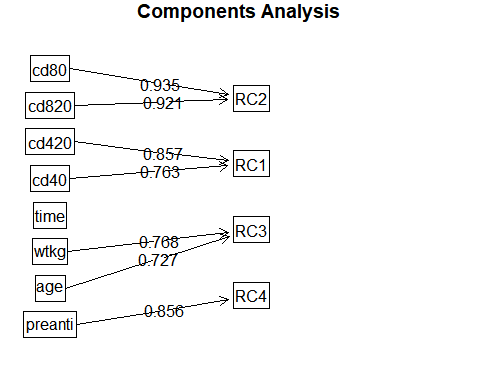 Components Analysis
cd80
0.935
RC2
cd820
0.921
cd420
0.857
RC1
cd40
0.763
time
wtkg
0.768
RC3
age
0.727
preanti
0.856
RC4